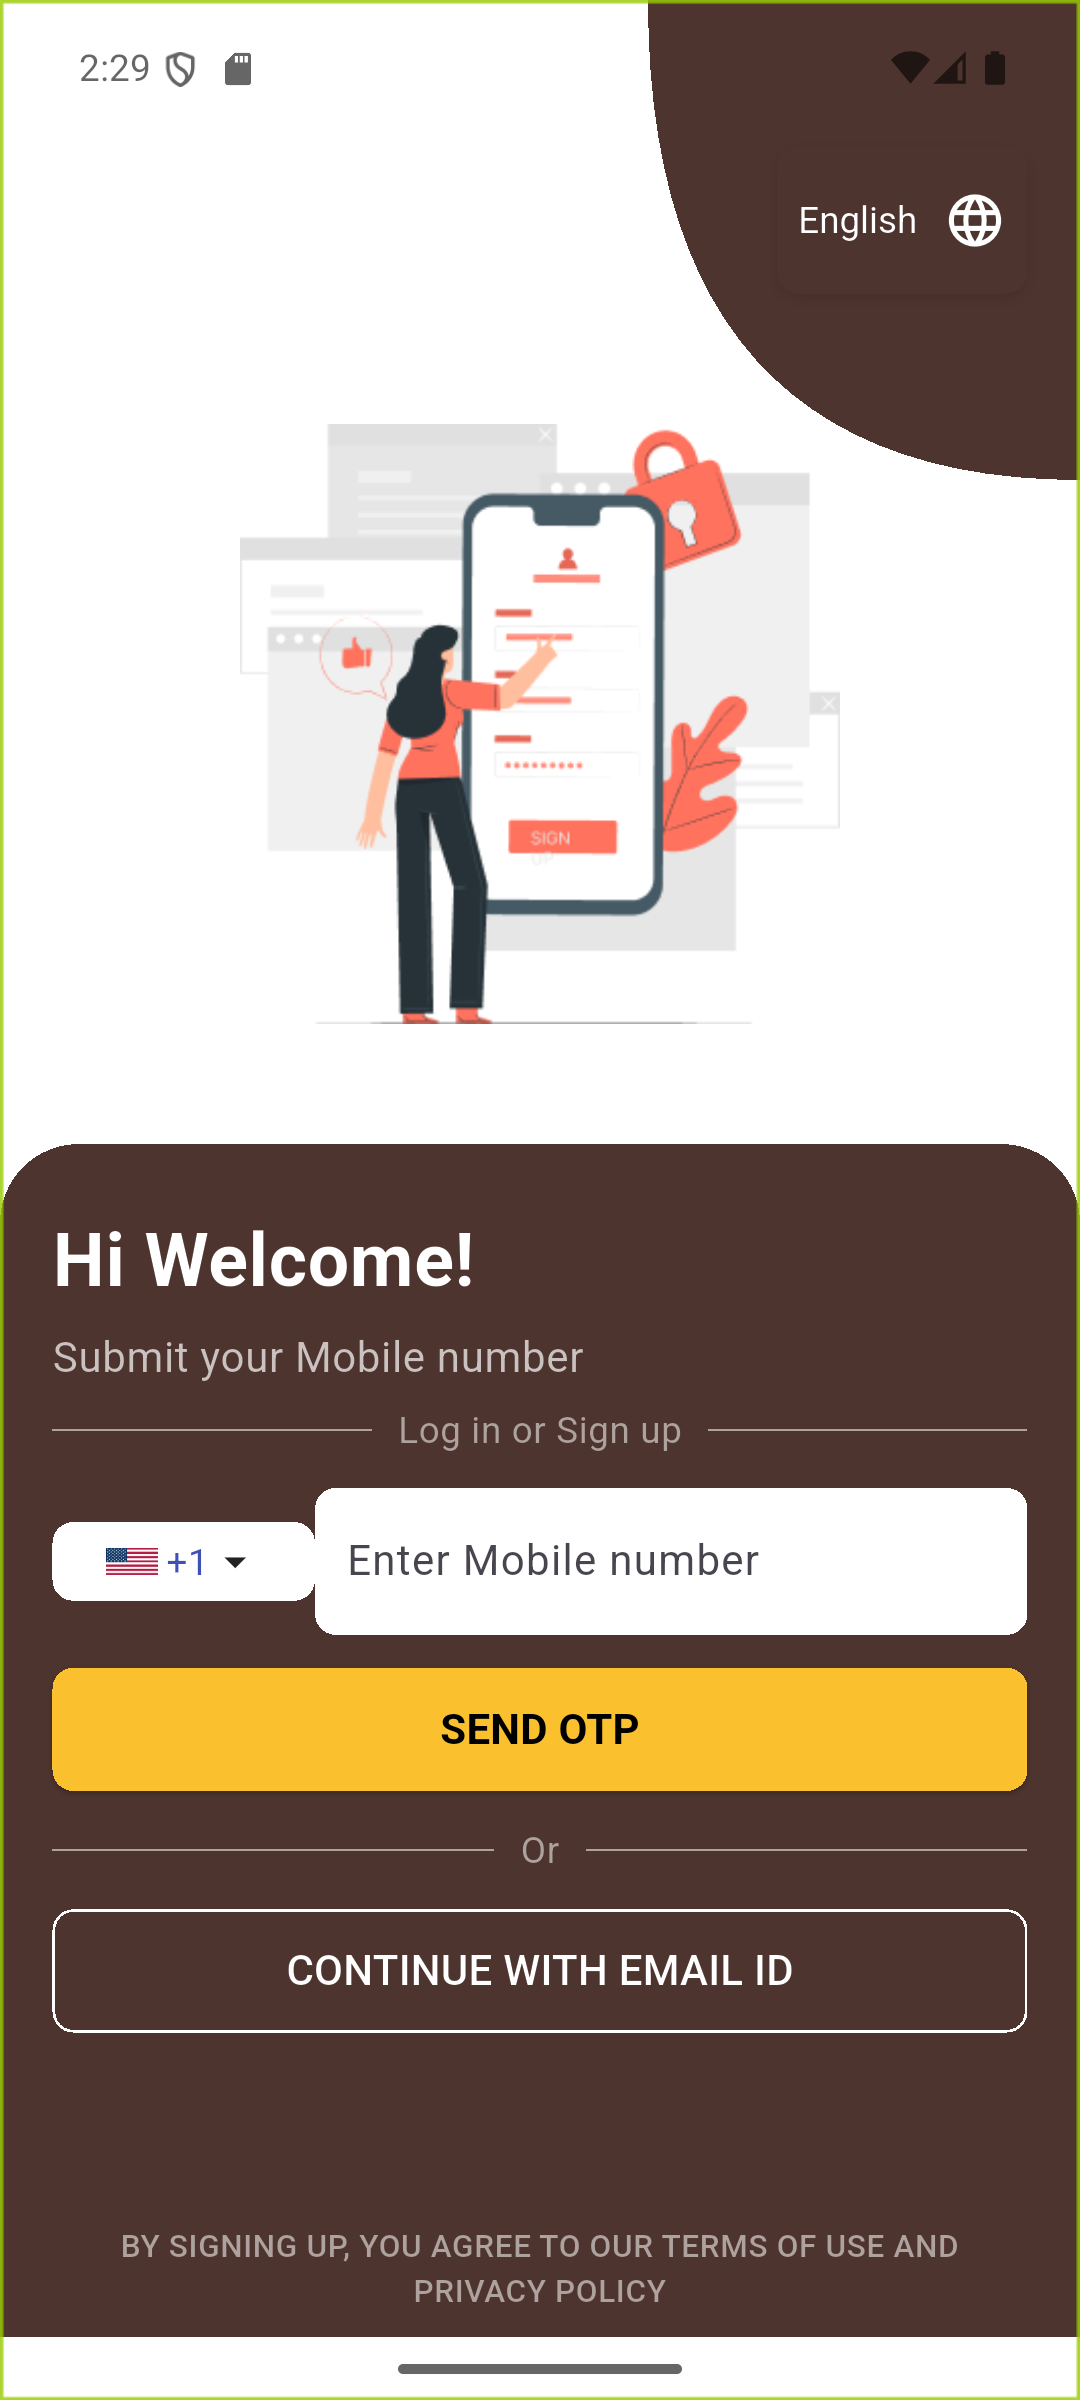 2:29
English
SIGN
UP
Hi Welcome!
Submit your Mobile number
Log in or Sign up
+1
Enter Mobile number
SEND OTP
Or
CONTINUE WITH EMAIL ID
BY SIGNING UP, YOU AGREE TO OUR TERMS OF USE AND
PRIVACY POLICY